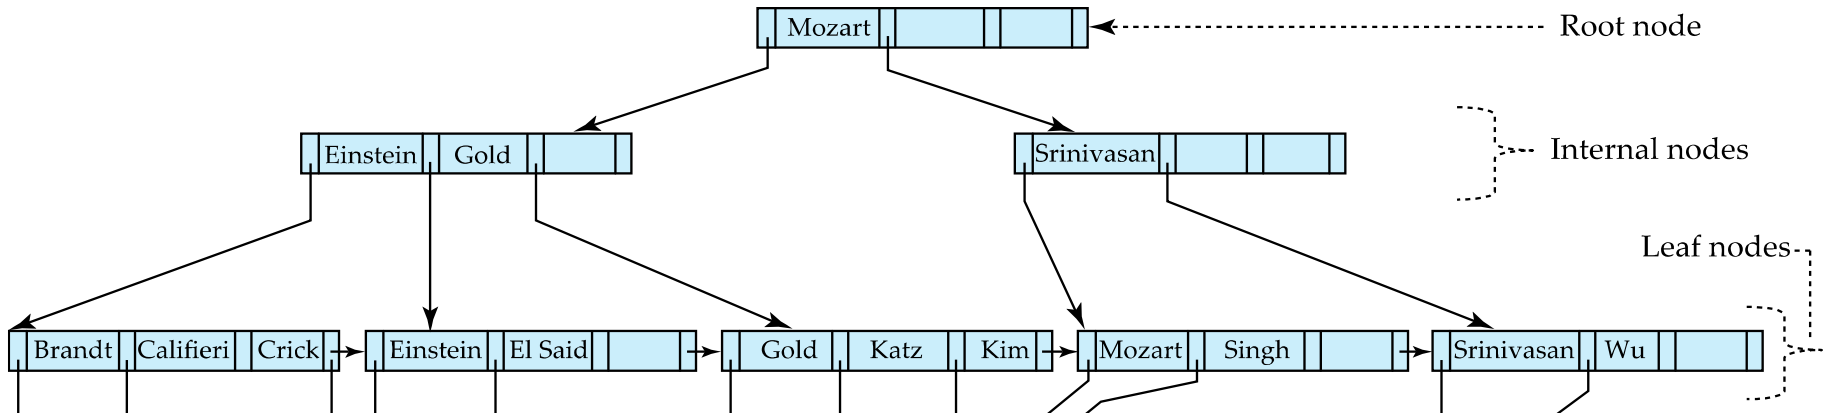 Mozart
Root node
Einstein Gold
Srinivasan
Internal nodes
Leaf nodes
Brandt Califieri Crick
Einstein El Said
Gold Katz Kim
Mozart Singh
Srinivasan Wu